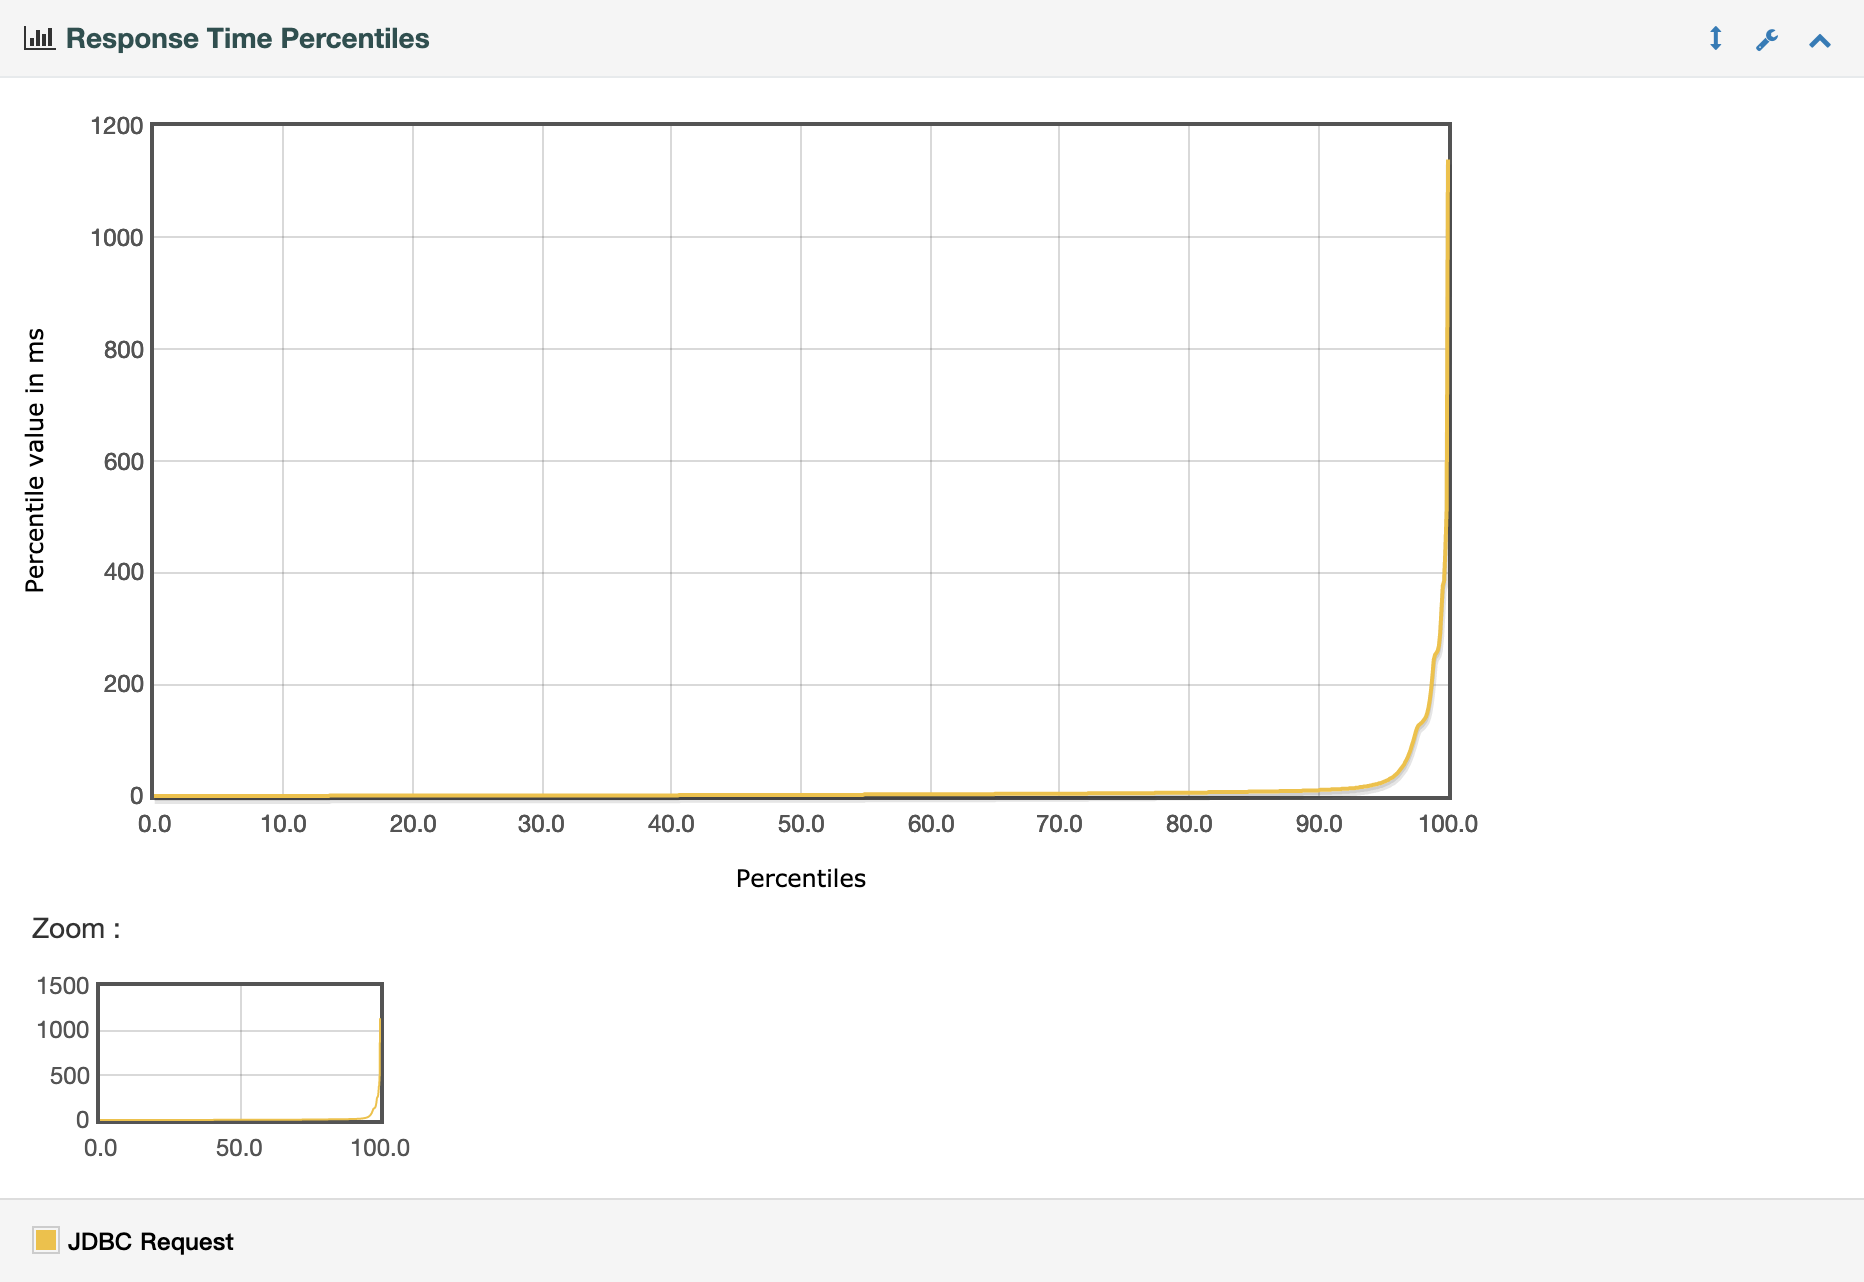 Response Time Percentiles
1200
1000
800
600
400
200
0
Percentile value in ms
0.0 10.0 20.0 30.0 40.0 50.0 60.0 70.0 80.0 90.0 100.0
Percentiles
Zoom :
1500
1000
500
0
0.0 50.0 100.0
JDBC Request